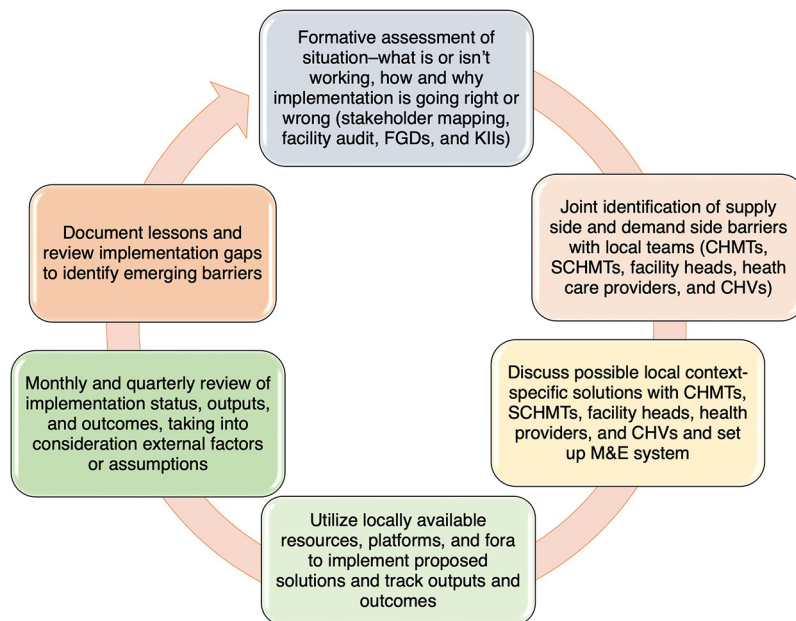 Formative assessment of
situation–what is or isn't
working, how and why
implementation is going right or
wrong (stakeholder mapping,
facility audit, FGDs, and KIIs)
Joint identification of supply
side and demand side barriers
with local teams (CHMTs,
SCHMTs, facility heads, heath
care providers, and CHVs)
Discuss possible local context-
specific solutions with CHMTs,
SCHMTs, facility heads, health
providers, and CHVs and set
up M&E system
Utilize locally available
resources, platforms, and fora
to implement proposed
solutions and track outputs and
outcomes
Monthly and quarterly review of
implementation status, outputs,
and outcomes, taking into
consideration external factors
or assumptions
Document lessons and
review implementation gaps
to identify emerging barriers